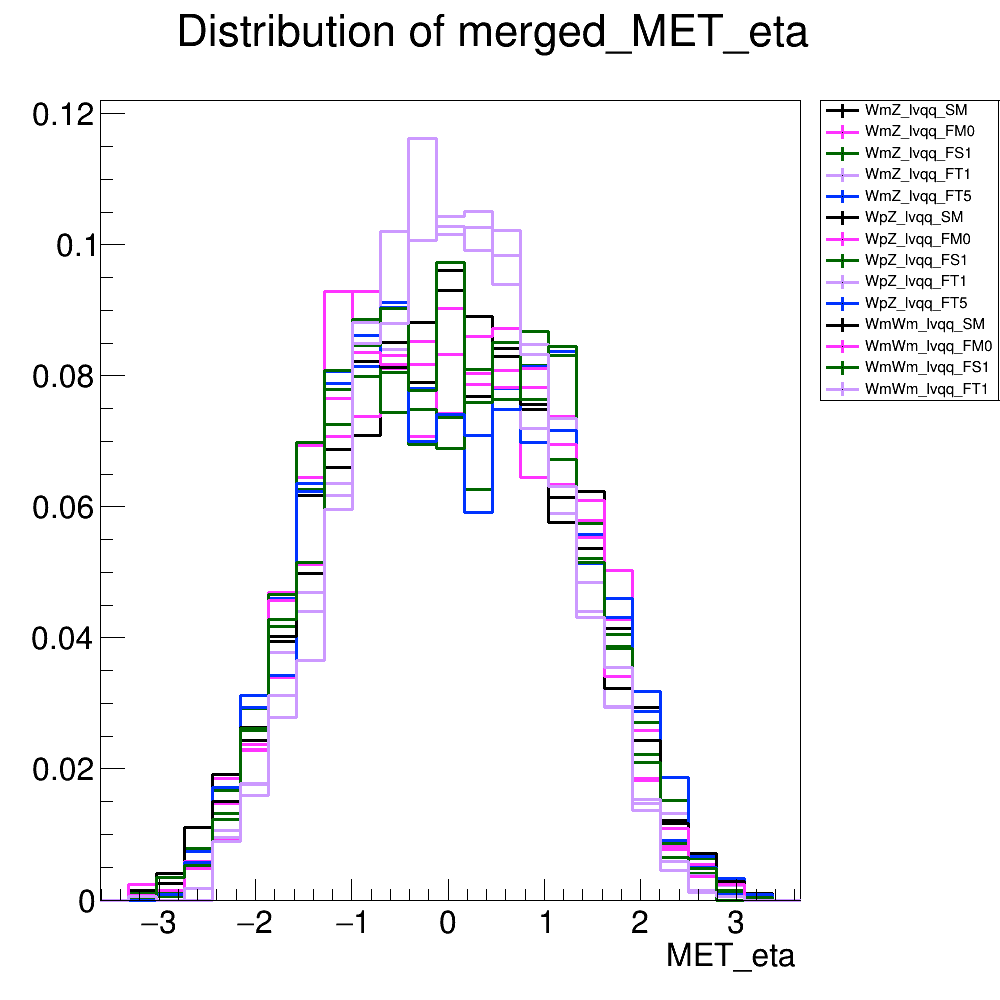 Distribution of merged_MET_eta
0.12
0.1
0.08
0.06
0.04
0.02
0
−3
−2
−1
0
1
2
3
MET_eta
WmZ_lvqq_SM
WmZ_lvqq_FM0
WmZ_lvqq_FS1
WmZ_lvqq_FT1
WmZ_lvqq_FT5
WpZ_lvqq_SM
WpZ_lvqq_FM0
WpZ_lvqq_FS1
WpZ_lvqq_FT1
WpZ_lvqq_FT5
WmWm_lvqq_SM
WmWm_lvqq_FM0
WmWm_lvqq_FS1
WmWm_lvqq_FT1